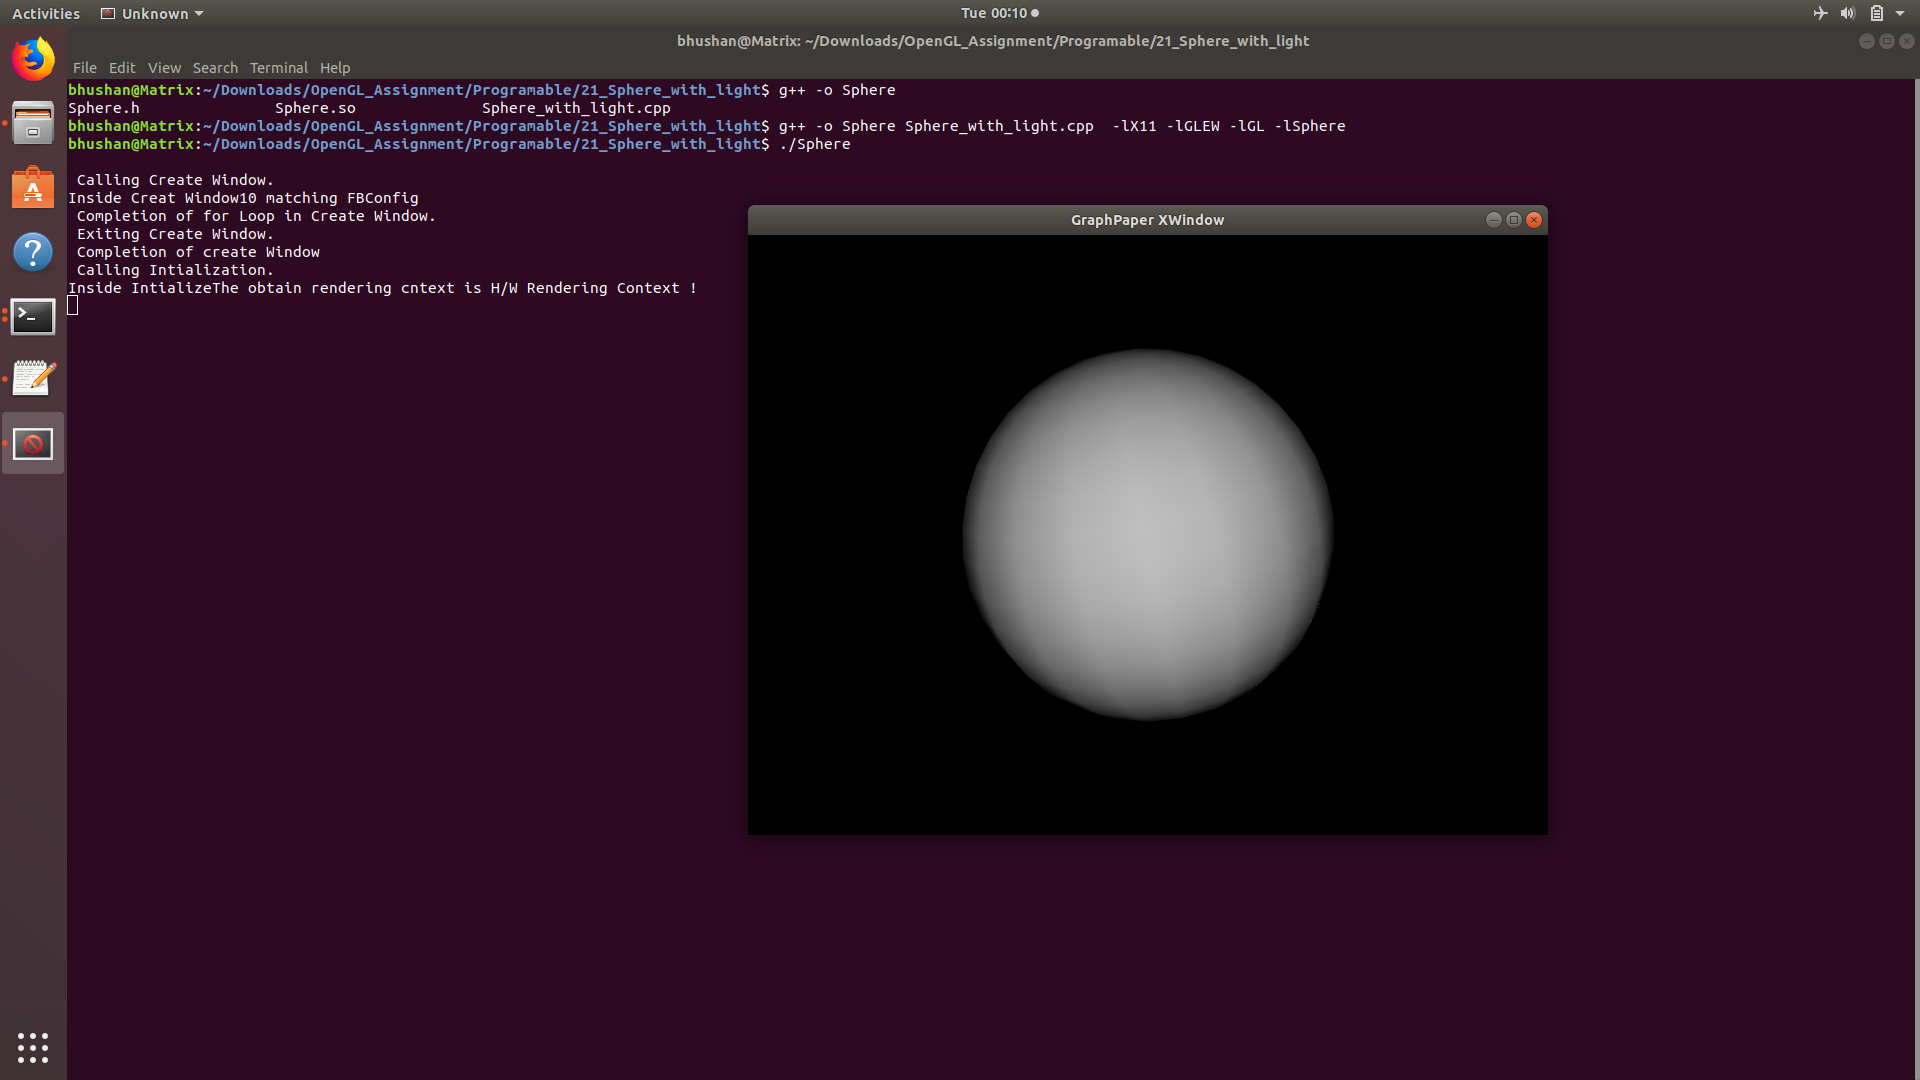 Activities Unknown Tue 00:10
bhushan@Matrix: ~/Downloads/OpenGL_Assignment/Programable/21_Sphere_with_light
File Edit View Search Terminal Help
bhushan@Matrix:~/Downloads/OpenGL_Assignment/Programable/21_Sphere_with_light$ g++ -o Sphere
Sphere.h Sphere.so Sphere_with_light.cpp
bhushan@Matrix:~/Downloads/OpenGL_Assignment/Programable/21_Sphere_with_light$ g++ -o Sphere Sphere_with_light.cpp  -lX11 -lGLEW -lGL -lSphere
bhushan@Matrix:~/Downloads/OpenGL_Assignment/Programable/21_Sphere_with_light$ ./Sphere
Calling Create Window.
Inside Creat Window10 matching FBConfig
Completion of for Loop in Create Window.
Exiting Create Window.
Completion of create Window
Calling Intialization.
Inside IntializeThe obtain rendering cntext is H/W Rendering Context !
GraphPaper XWindow